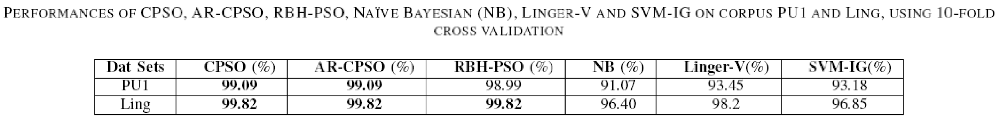 PERFORMANCES OF CPSO, AR-CPSO, RBH-PSO, NAÏVE BAYESIAN (NB), LINGER-V AND SVM-IG ON CORPUS PU1 AND LING, USING 10-FOLD
CROSS VALIDATION
Dat Sets CPSO (%) AR-CPSO (%) RBH-PSO (%) NB (%) Linger-V(%) SVM-IG(%)
PU1 99.09 99.09 98.99 91.07 93.45 93.18
Ling 99.82 99.82 99.82 96.40 98.2 96.85